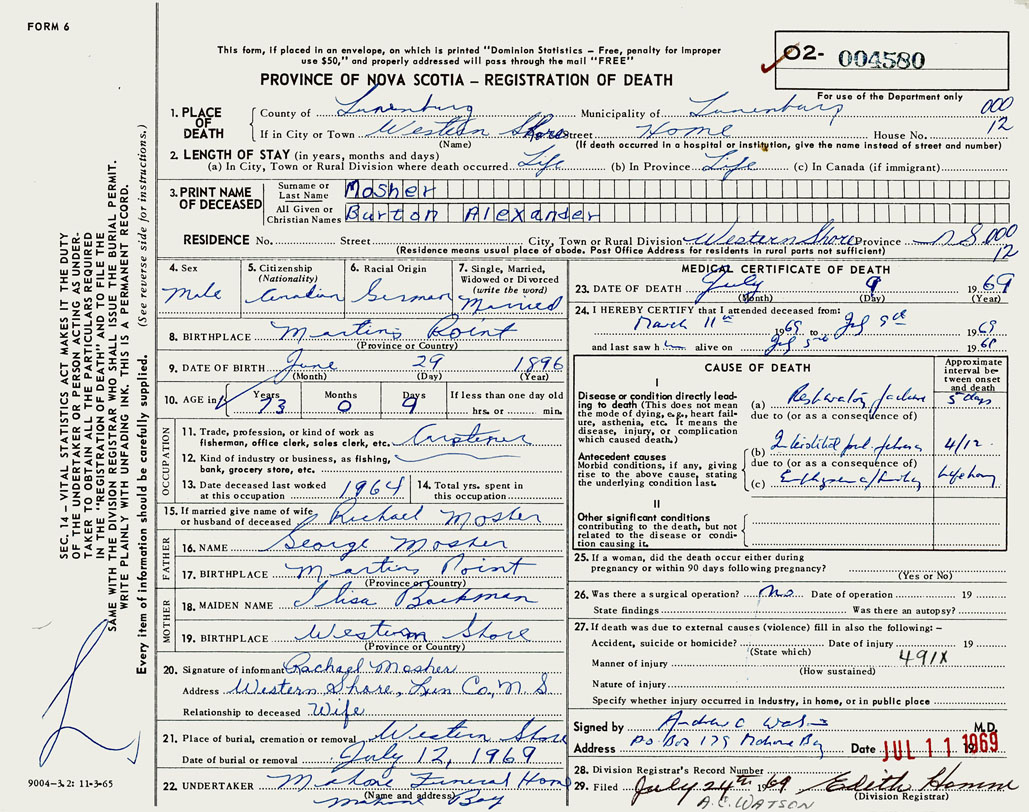 FORM 6
This form, if placed in an envelope, on which is printed "Dominion Statistics – Free, penalty for improper
use $50," and properly addressed will pass through the mail "FREE"
PROVINCE OF NOVA SCOTIA – REGISTRATION OF DEATH
02- 004580
For use of the Department only
000
12
1. PLACE OF DEATH
County of Lunenburg Municipality of Lunenburg
If in City or Town Western Shore Street Home House No.
(Name) (If death occurred in a hospital or institution, give the name instead of street and number)
2. LENGTH OF STAY (in years, months and days)
(a) In City, Town or Rural Division where death occurred Life (b) In Province Life (c) In Canada (if immigrant)
3. PRINT NAME OF DECEASED
Surname or Last Name Mosher
All Given or Christian Names Burton Alexander
RESIDENCE No. Street City, Town or Rural Division Western Shore Province N S 000
12
(Residence means usual place of abode. Post Office Address for residents in rural parts not sufficient)
4. Sex
Male
5. Citizenship (Nationality)
Canadian
6. Racial Origin
German
7. Single, Married, Widowed or Divorced (write the word)
Married
8. BIRTHPLACE Martins Point
(Province or Country)
9. DATE OF BIRTH June 29 1896
(Month) (Day) (Year)
10. AGE in Years Months Days If less than one day old
73 0 9 hrs. or min.
OCCUPATION
11. Trade, profession, or kind of work as
fisherman, office clerk, sales clerk, etc. Carpenter
12. Kind of industry or business, as fishing,
bank, grocery store, etc.
13. Date deceased last worked
at this occupation 1964
14. Total yrs. spent in
this occupation
15. If married give name of wife
or husband of deceased Rachael Mosher
FATHER
16. NAME George Mosher
17. BIRTHPLACE Martins Point
(Province or Country)
MOTHER
18. MAIDEN NAME Backman
19. BIRTHPLACE Western Shore
(Province or Country)
20. Signature of informant Rachael Mosher
Address Western Shore, Lun Co, N S
Relationship to deceased Wife
21. Place of burial, cremation or removal Western Shore
Date of burial or removal July 12, 1969
22. UNDERTAKER Mahone Funeral Home
(Name and address) Mahone Bay
MEDICAL CERTIFICATE OF DEATH
23. DATE OF DEATH July 9 1969
(Month) (Day) (Year)
24. I HEREBY CERTIFY that I attended deceased from:
March 11th 1969 to July 9th 1969
and last saw h alive on 19
CAUSE OF DEATH
Approximate interval between onset and death
I
Disease or condition directly leading to death (This does not mean
the mode of dying, e.g., heart failure, asthenia, etc. It means the
disease, injury, or complication
which caused death.)
(a) Respiratory failure 5 days
due to (or as a consequence of)
Antecedent causes
Morbid conditions, if any, giving
rise to the above cause, stating
the underlying condition last.
(b) Interstitial 4/12
due to (or as a consequence of)
(c)
II
Other significant conditions
contributing to the death, but not
related to the disease or condition causing it.
25. If a woman, did the death occur either during
pregnancy or within 90 days following pregnancy?
(Yes or No)
26. Was there a surgical operation? No Date of operation 19
State findings Was there an autopsy?
27. If death was due to external causes (violence) fill in also the following: –
Accident, suicide or homicide? Date of injury 19
(State which) 491X
Manner of injury
(How sustained)
Nature of injury
Specify whether injury occurred in industry, in home, or in public place
Signed by Andrew C Watson M.D.
Address PO Box 179 Mahone Bay Date JUL 11 1969
28. Division Registrar's Record Number
29. Filed July 24th 1969
(Division Registrar)
A.C. WATSON
SEC. 14 – VITAL STATISTICS ACT MAKES IT THE DUTY
OF THE UNDERTAKER OR PERSON ACTING AS UNDER-
TAKER TO OBTAIN ALL THE PARTICULARS REQUIRED
IN THE "REGISTRATION OF DEATH" AND TO FILE THE
SAME WITH THE DIVISION REGISTRAR WHO SHALL ISSUE THE BURIAL PERMIT.
WRITE PLAINLY WITH UNFADING INK. THIS IS A PERMANENT RECORD.
Every item of information should be carefully supplied. (See reverse side for instructions.)
9004-3.2: 11-3-65